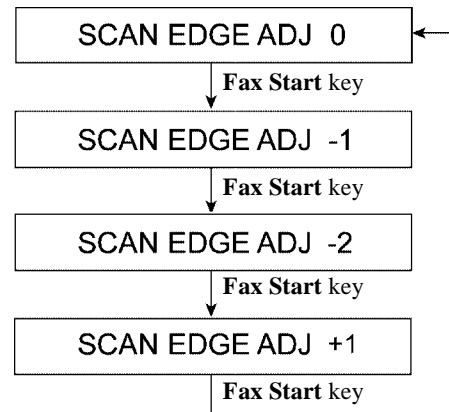 SCAN EDGE ADJ 0
Fax Start key
SCAN EDGE ADJ -1
Fax Start key
SCAN EDGE ADJ -2
Fax Start key
SCAN EDGE ADJ +1
Fax Start key